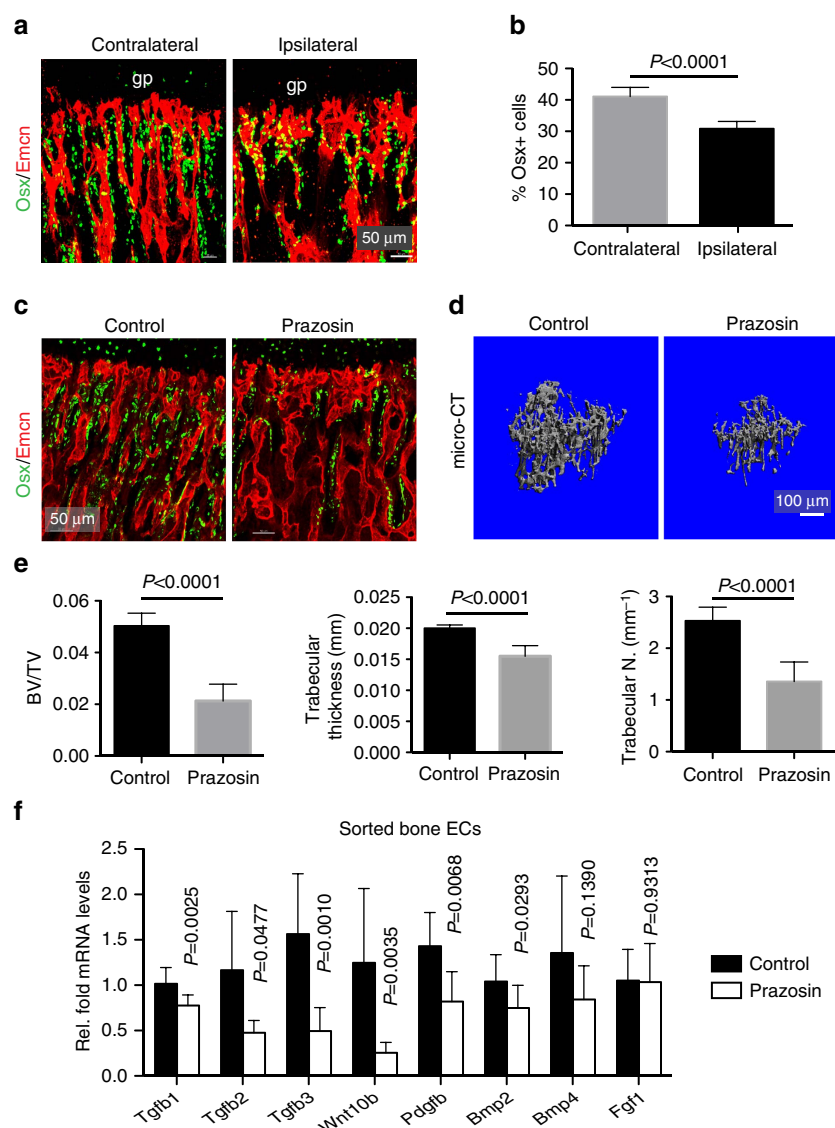 a
Contralateral
Ipsilateral
gp
gp
Osx/Emcn
50 μm
b
P<0.0001
% Osx+ cells
50
40
30
20
10
0
Contralateral
Ipsilateral
c
Control
Prazosin
Osx/Emcn
50 μm
d
Control
Prazosin
micro-CT
100 μm
e
P<0.0001
BV/TV
0.06
0.04
0.02
0.00
Control
Prazosin
P<0.0001
Trabecular
thickness (mm)
0.020
0.015
0.010
0.005
0.000
Control
Prazosin
P<0.0001
Trabecular N. (mm⁻¹)
3
2
1
0
Control
Prazosin
f
Sorted bone ECs
Rel. fold mRNA levels
2.5
2.0
1.5
1.0
0.5
0
P=0.0025
P=0.0477
P=0.0010
P=0.0035
P=0.0068
P=0.0293
P=0.1390
P=0.9313
Control
Prazosin
Tgfb1
Tgfb2
Tgfb3
Wnt10b
Pdgfb
Bmp2
Bmp4
Fgf1